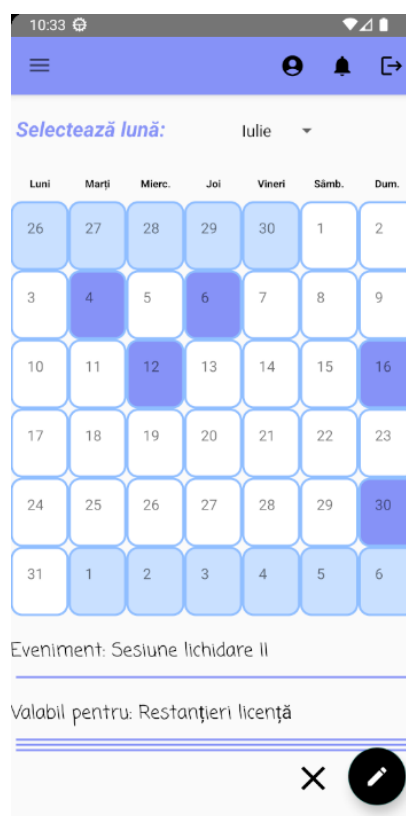 10:33
Selectează lună: Iulie
Luni Marți Mierc. Joi Vineri Sâmb. Dum.
26 27 28 29 30 1 2
3 4 5 6 7 8 9
10 11 12 13 14 15 16
17 18 19 20 21 22 23
24 25 26 27 28 29 30
31 1 2 3 4 5 6
Eveniment: Sesiune lichidare II
Valabil pentru: Restanțieri licență